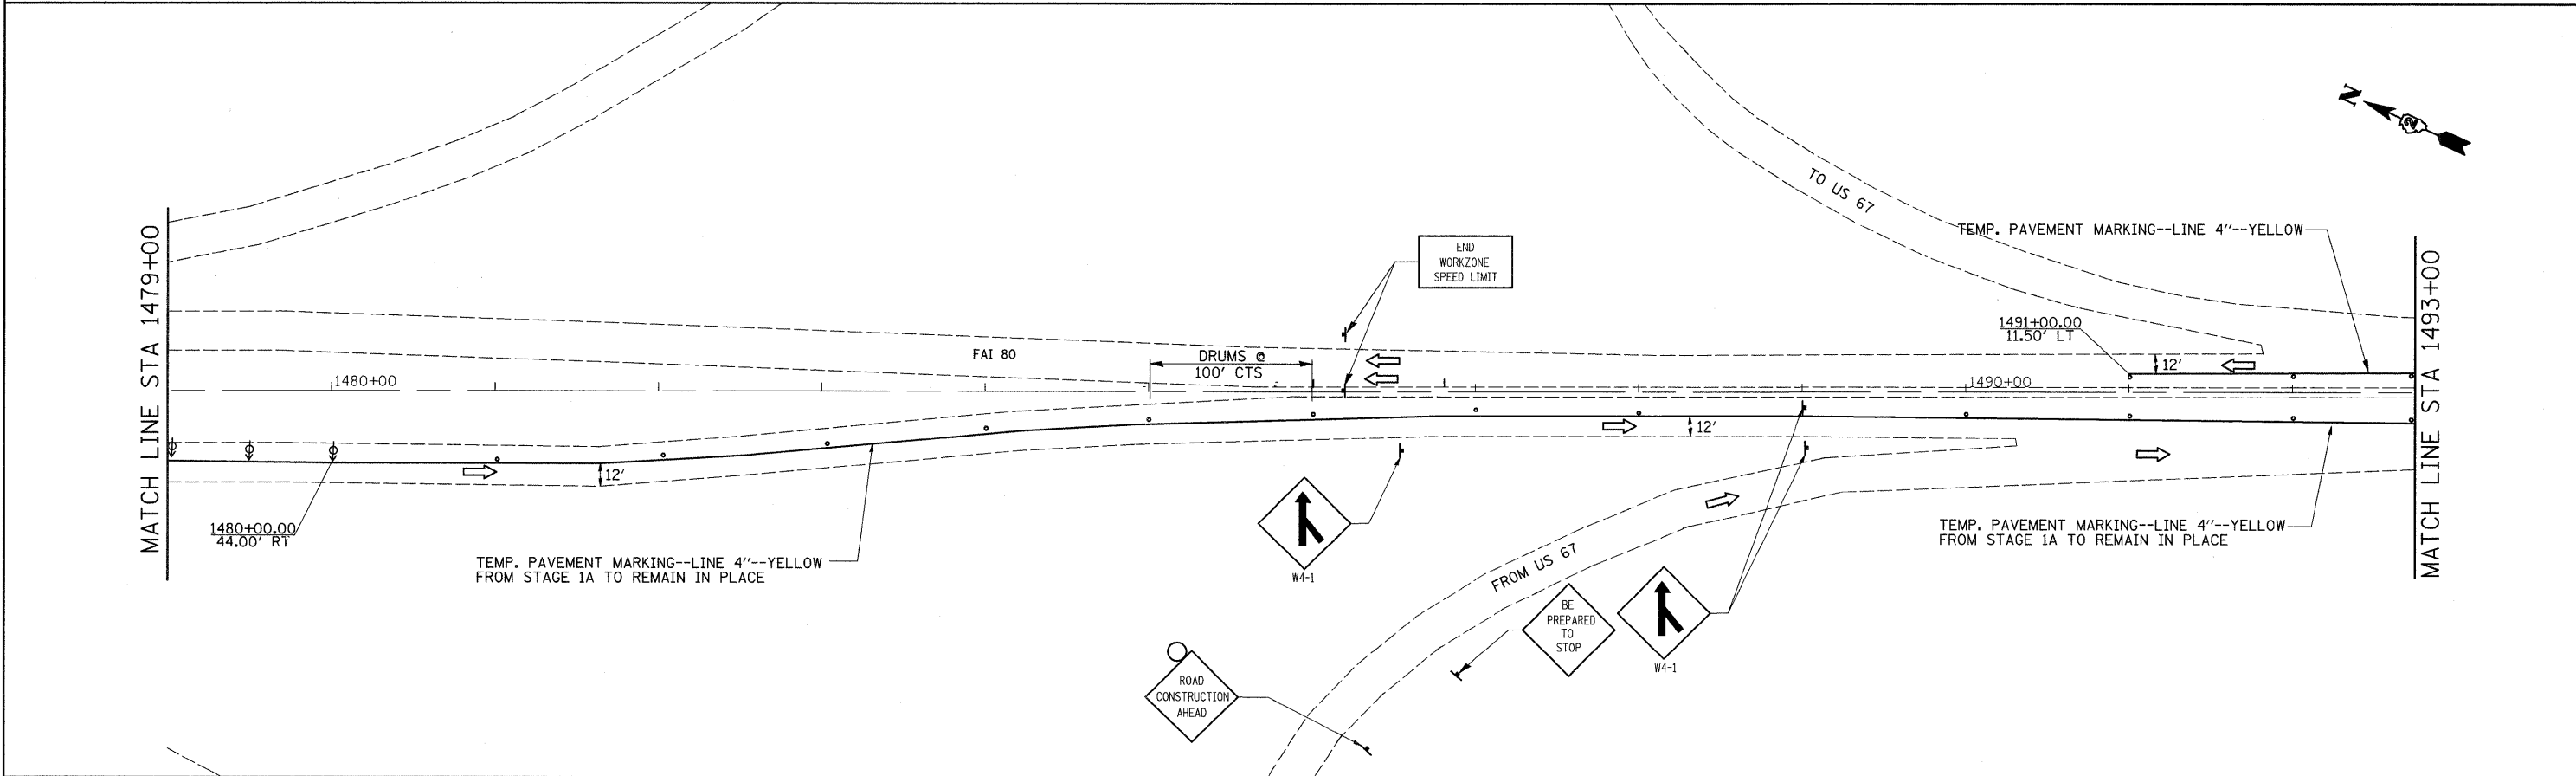 N
2
TO US 67
TEMP. PAVEMENT MARKING--LINE 4"--YELLOW
MATCH LINE STA 1479+00
MATCH LINE STA 1493+00
END
WORKZONE
SPEED LIMIT
1491+00.00
11.50' LT
FAI 80
DRUMS @
100' CTS
12'
1480+00
1490+00
12'
12'
1480+00.00
44.00' RT
TEMP. PAVEMENT MARKING--LINE 4"--YELLOW
FROM STAGE 1A TO REMAIN IN PLACE
W4-1
TEMP. PAVEMENT MARKING--LINE 4"--YELLOW
FROM STAGE 1A TO REMAIN IN PLACE
FROM US 67
BE
PREPARED
TO
STOP
W4-1
ROAD
CONSTRUCTION
AHEAD